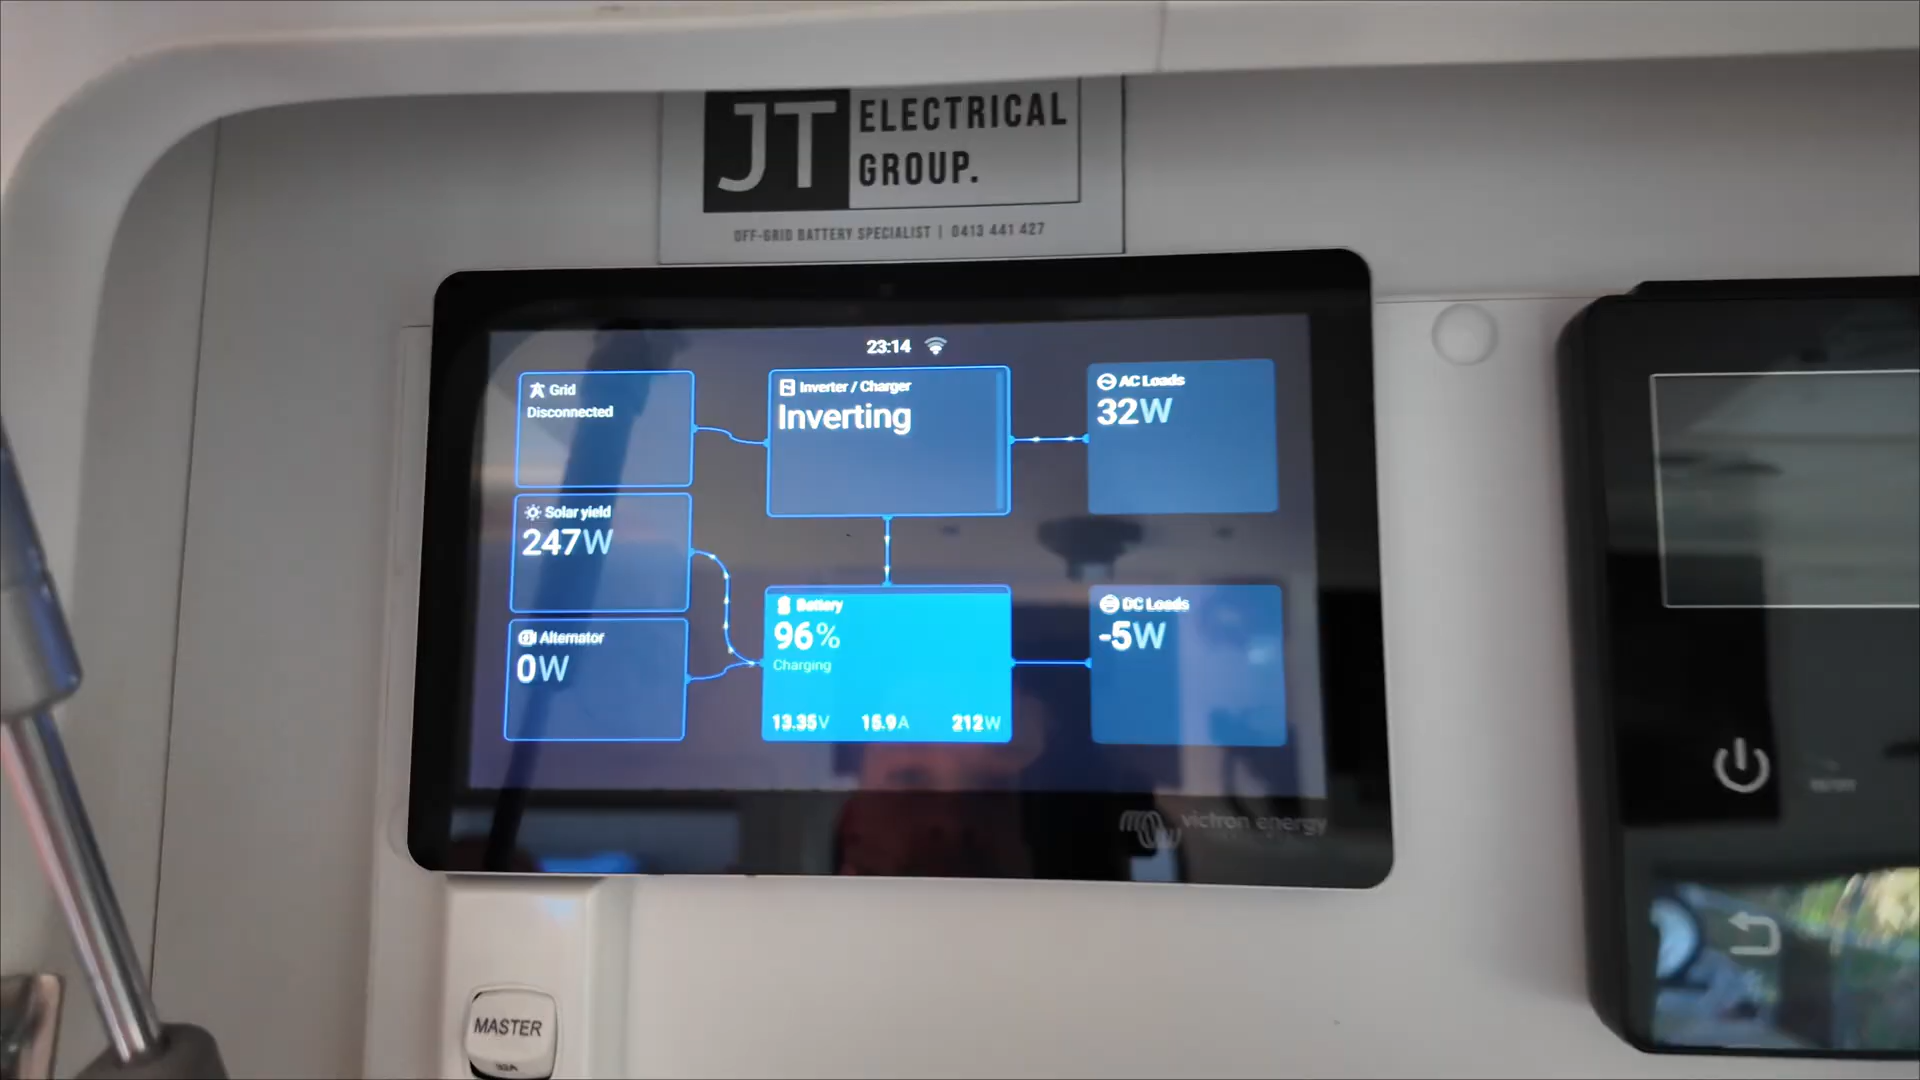 JT ELECTRICAL
GROUP.
OFF-GRID BATTERY SPECIALIST | 0413 441 427
23:14
Grid
Disconnected
Inverter / Charger
Inverting
AC Loads
32W
Solar yield
247W
Alternator
0W
Battery
96%
Charging
13.35V 15.9A 212W
DC Loads
-5W
victron energy
MASTER